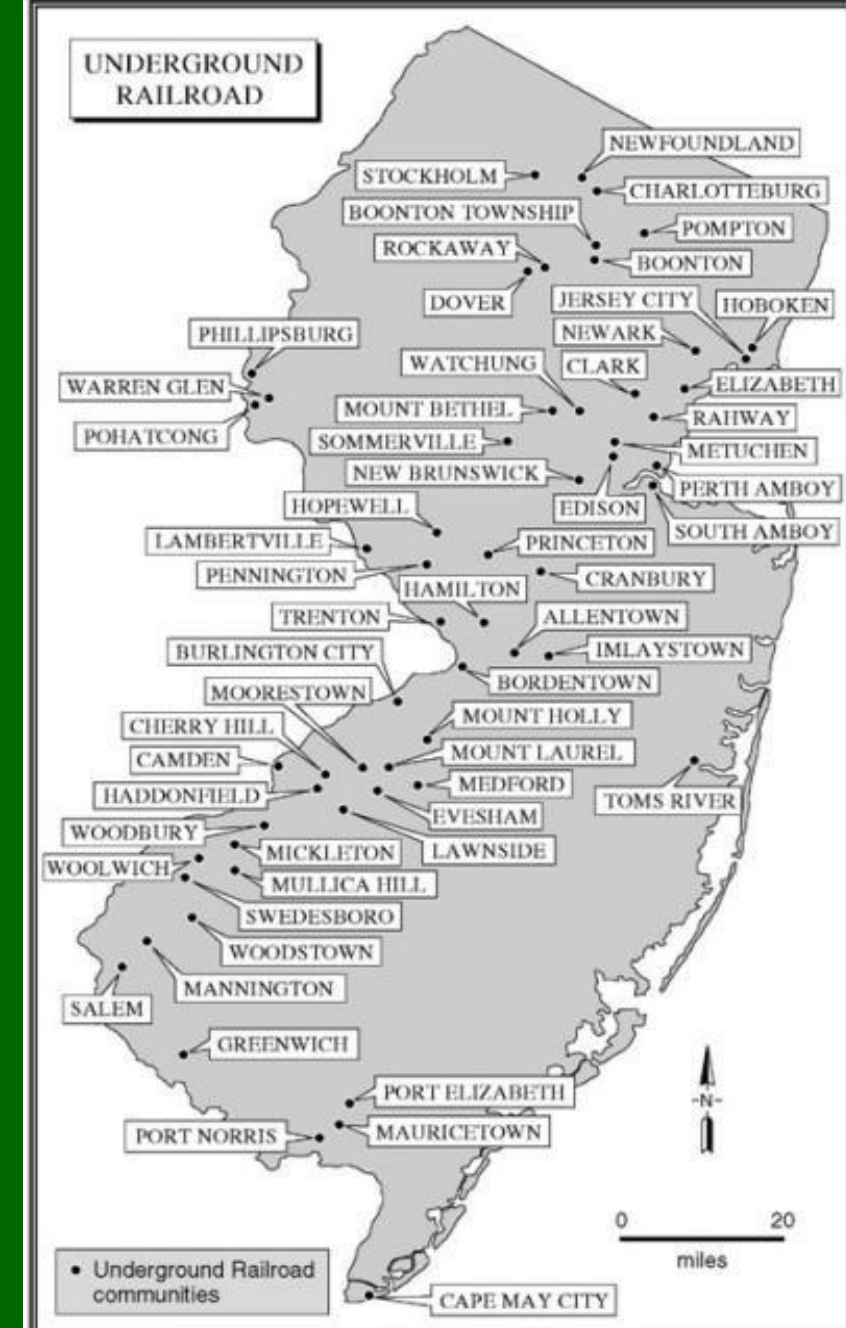 UNDERGROUND
RAILROAD
NEWFOUNDLAND
STOCKHOLM
CHARLOTTEBURG
BOONTON TOWNSHIP
POMPTON
ROCKAWAY
BOONTON
DOVER
JERSEY CITY
HOBOKEN
PHILLIPSBURG
NEWARK
WATCHUNG
CLARK
WARREN GLEN
ELIZABETH
MOUNT BETHEL
RAHWAY
POHATCONG
SOMMERVILLE
METUCHEN
NEW BRUNSWICK
PERTH AMBOY
HOPEWELL
EDISON
SOUTH AMBOY
LAMBERTVILLE
PRINCETON
PENNINGTON
CRANBURY
HAMILTON
TRENTON
ALLENTOWN
BURLINGTON CITY
IMLAYSTOWN
BORDENTOWN
MOORESTOWN
MOUNT HOLLY
CHERRY HILL
MOUNT LAUREL
CAMDEN
MEDFORD
HADDONFIELD
TOMS RIVER
EVESHAM
WOODBURY
MICKLETON
LAWNSIDE
WOOLWICH
MULLICA HILL
SWEDESBORO
WOODSTOWN
MANNINGTON
SALEM
GREENWICH
PORT ELIZABETH
-N-
PORT NORRIS
MAURICETOWN
0 20
miles
• Underground Railroad
communities
CAPE MAY CITY